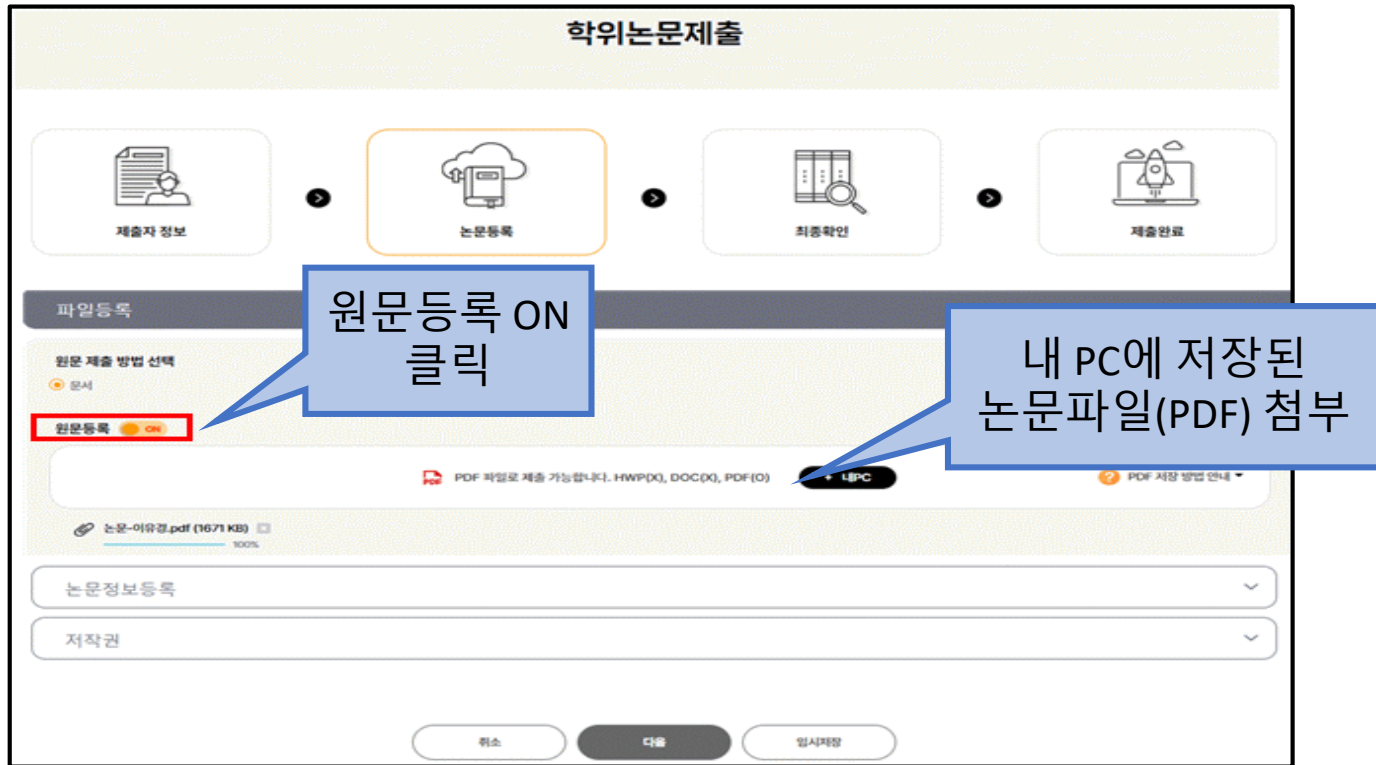 학위논문제출
제출자 정보
논문등록
최종확인
제출완료
파일등록
원문등록 ON
클릭
내 PC에 저장된
논문파일(PDF) 첨부
원문 제출 방법 선택
문서
원문등록 ON
PDF PDF 파일로 제출 가능합니다. HWP(X), DOC(X), PDF(O) + 내PC ? PDF 저장 방법 안내
논문-이유경.pdf (1671 KB)
100%
논문정보등록
저작권
취소 다음 임시저장